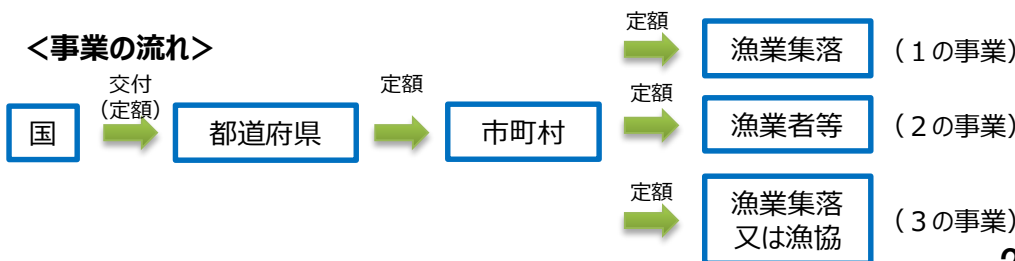 <事業の流れ>
交付
(定額)
国
都道府県
定額
市町村
定額
漁業集落
(1の事業)
定額
漁業者等
(2の事業)
定額
漁業集落
又は漁協
(3の事業)